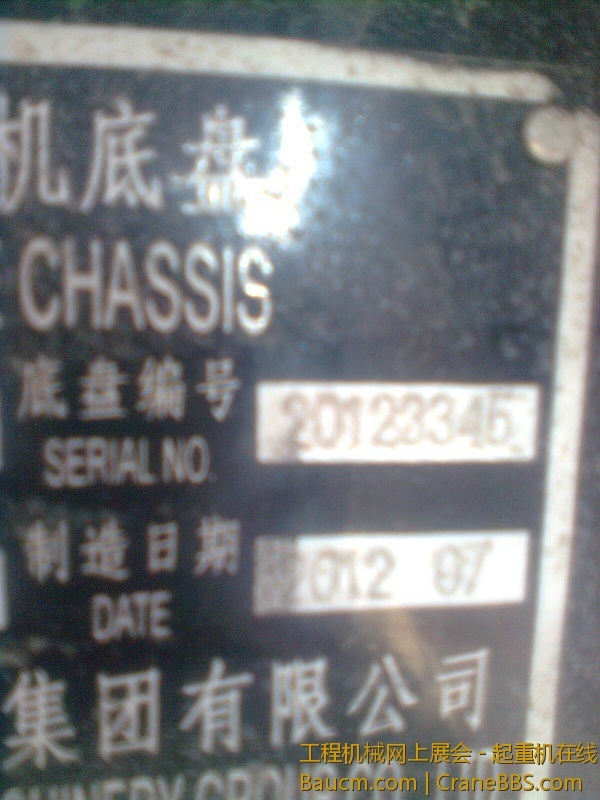 机底盘
CHASSIS
底盘编号 20123345
SERIAL NO.
制造日期 2012 07
DATE
集团有限公司
工程机械网上展会 - 起重机在线
Baucm.com | CraneBBS.com